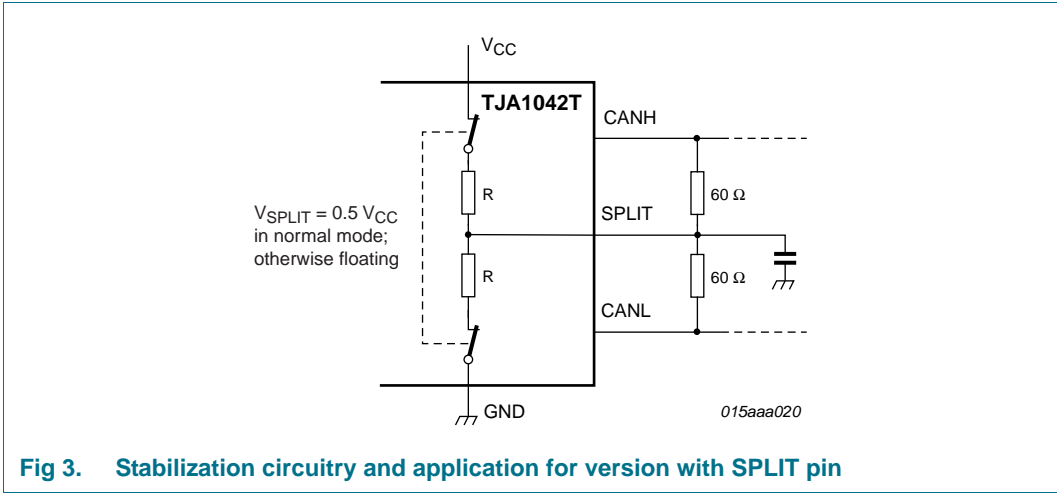 VCC
TJA1042T
CANH
R
60 Ω
VSPLIT = 0.5 VCC
in normal mode;
otherwise floating
SPLIT
R
60 Ω
CANL
GND
015aaa020
Fig 3. Stabilization circuitry and application for version with SPLIT pin